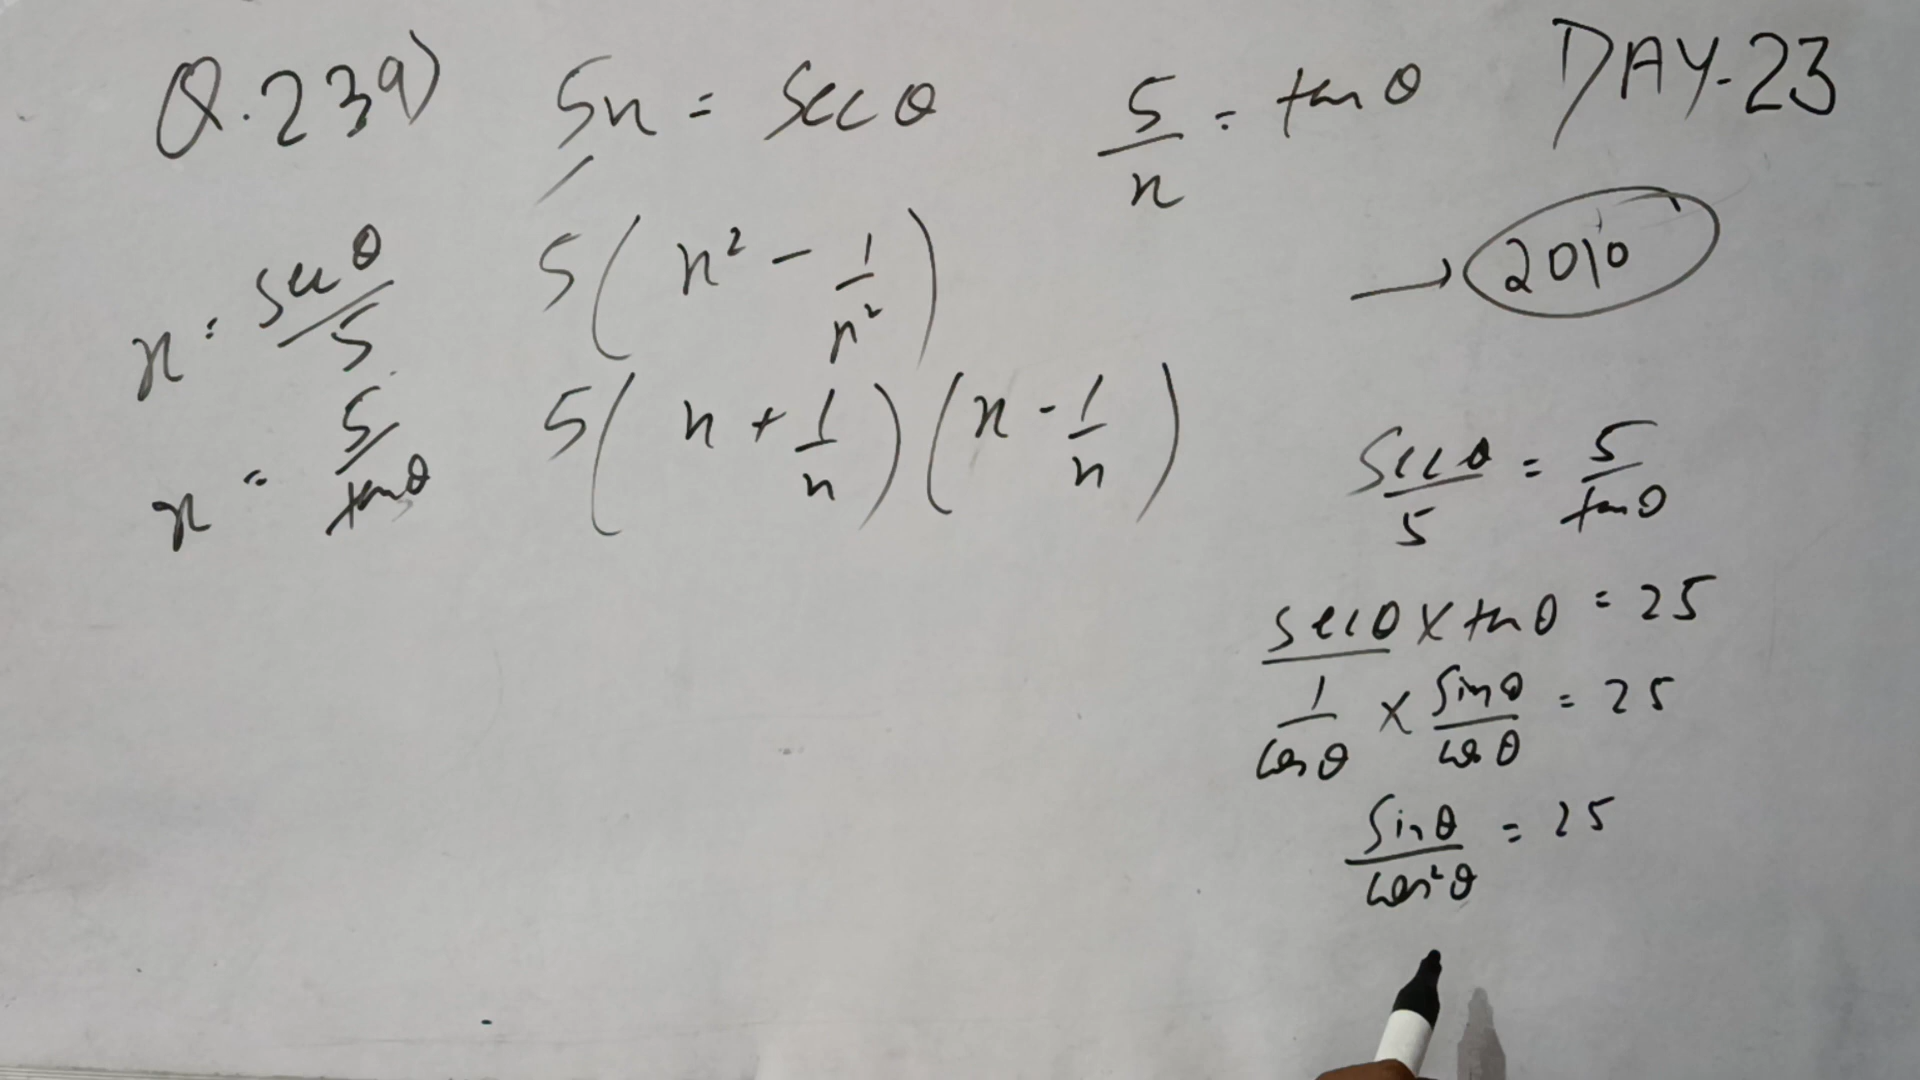 Q.239) 5x = secθ 5/x = tanθ DAY-23
→ 2010
x = secθ/5 5(x² - 1/x²)
x = 5/tanθ 5(x + 1/x)(x - 1/x)
secθ/5 = 5/tanθ
secθ × tanθ = 25
1/cosθ × sinθ/cosθ = 25
sinθ/cos²θ = 25